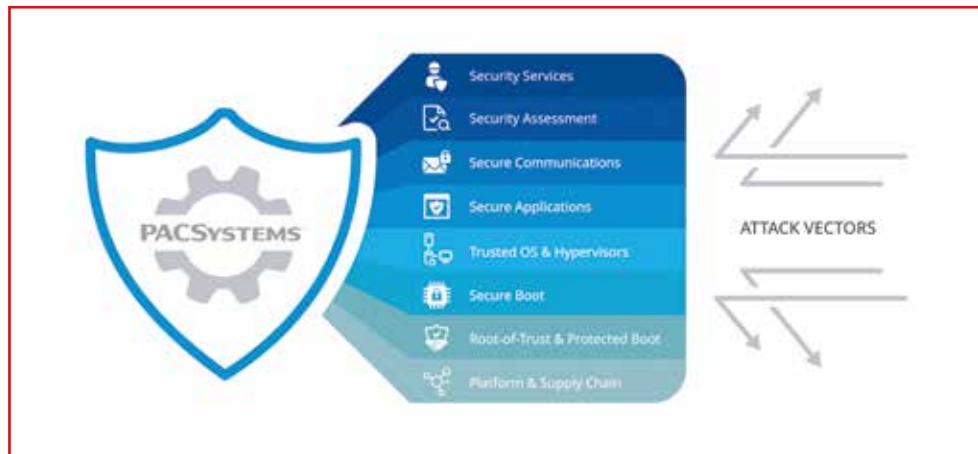 PACSYSTEMS
Security Services
Security Assessment
Secure Communications
Secure Applications
Trusted OS & Hypervisors
Secure Boot
Root-of-Trust & Protected Boot
Platform & Supply Chain
ATTACK VECTORS